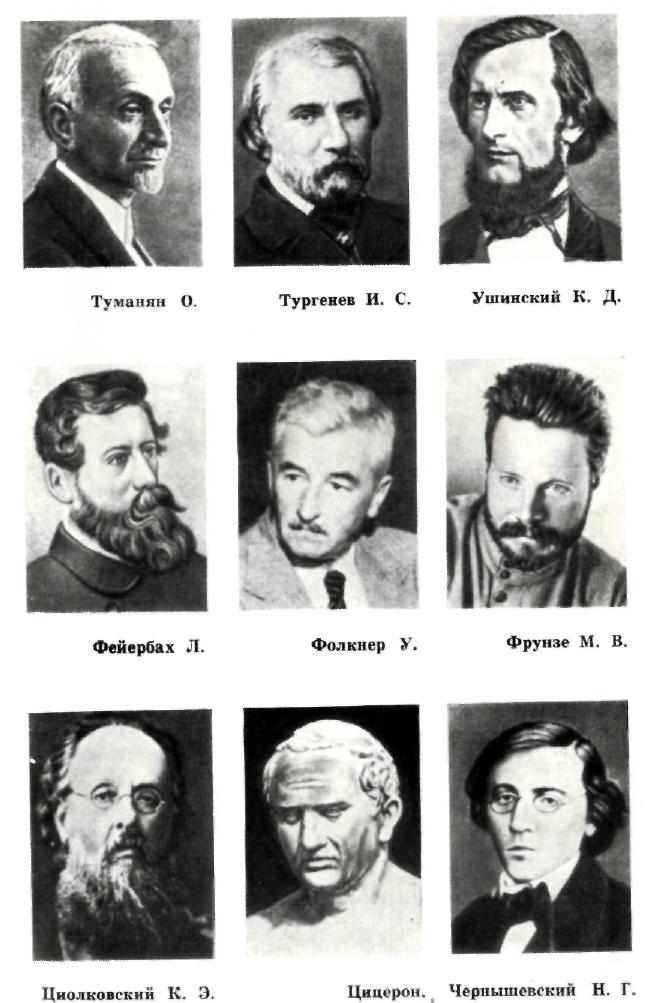 Туманян О. Тургенев И. С. Ушинский К. Д.
Фейербах Л. Фолкнер У. Фрунзе М. В.
Циолковский К. Э. Цицерон. Чернышевский Н. Г.